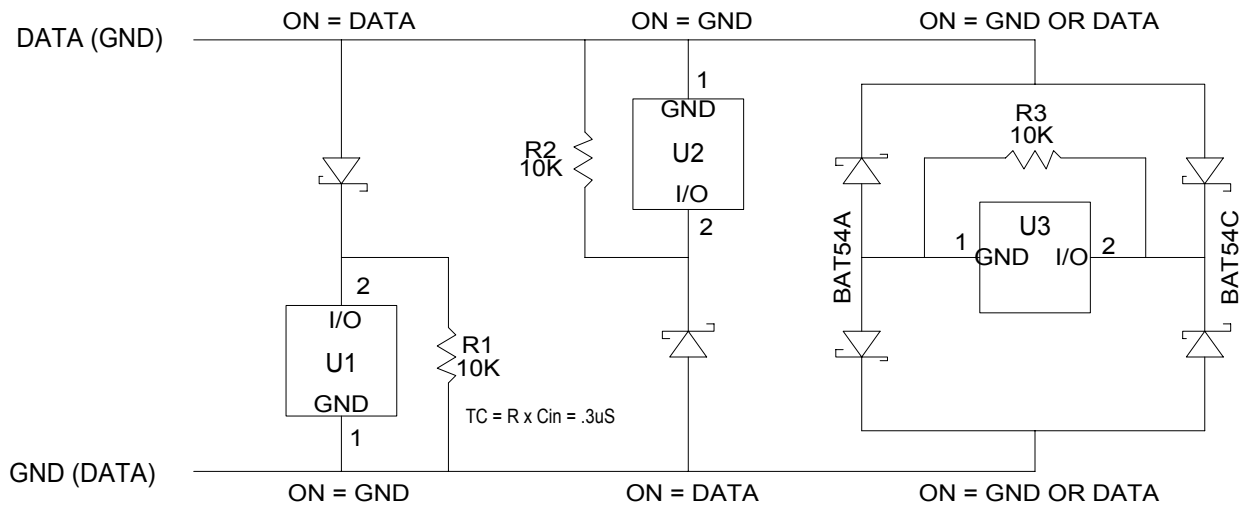 ON = DATA
ON = GND
ON = GND OR DATA
DATA (GND)
1
GND
U2
I/O
2
R2
10K
R3
10K
U3
1
GND
I/O
2
BAT54A
BAT54C
2
I/O
U1
GND
1
R1
10K
TC = R x Cin = .3uS
GND (DATA)
ON = GND
ON = DATA
ON = GND OR DATA